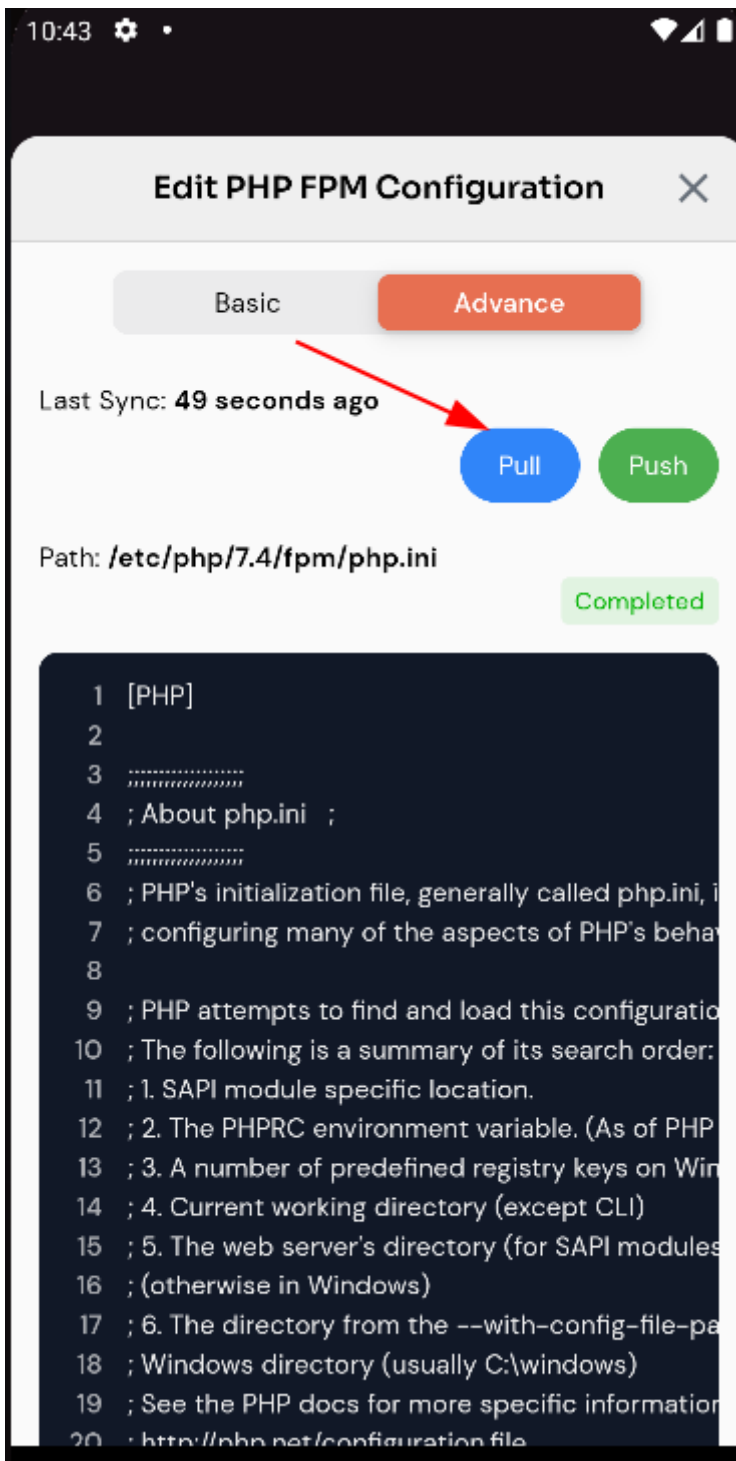 10:43
Edit PHP FPM Configuration
Basic Advance
Last Sync: 49 seconds ago
Pull Push
Path: /etc/php/7.4/fpm/php.ini
Completed
1 [PHP]
2
3 ;;;;;;;;;;;;;;;;;;;
4 ; About php.ini ;
5 ;;;;;;;;;;;;;;;;;;;
6 ; PHP's initialization file, generally called php.ini, i
7 ; configuring many of the aspects of PHP's beha
8
9 ; PHP attempts to find and load this configuratio
10 ; The following is a summary of its search order:
11 ; 1. SAPI module specific location.
12 ; 2. The PHPRC environment variable. (As of PHP
13 ; 3. A number of predefined registry keys on Win
14 ; 4. Current working directory (except CLI)
15 ; 5. The web server's directory (for SAPI modules
16 ; (otherwise in Windows)
17 ; 6. The directory from the --with-config-file-pa
18 ; Windows directory (usually C:\windows)
19 ; See the PHP docs for more specific information
20 ; http://php.net/configuration.file